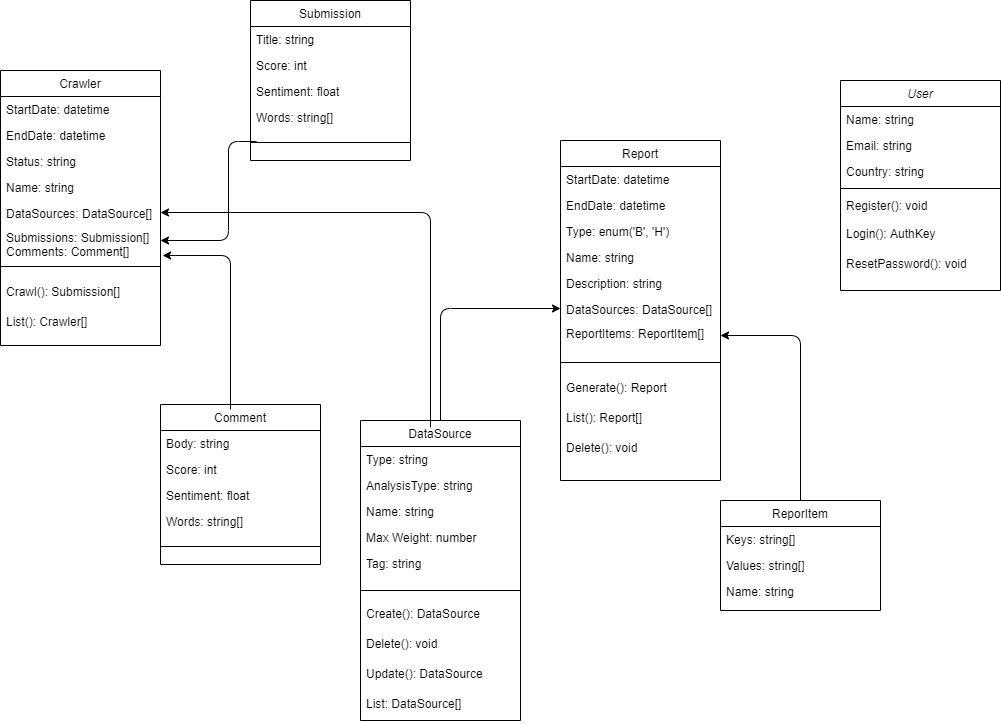 Submission
Title: string
Score: int
Sentiment: float
Words: string[]
Crawler
StartDate: datetime
EndDate: datetime
Status: string
Name: string
DataSources: DataSource[]
Submissions: Submission[]
Comments: Comment[]
Crawl(): Submission[]
List(): Crawler[]
User
Name: string
Email: string
Country: string
Register(): void
Login(): AuthKey
ResetPassword(): void
Report
StartDate: datetime
EndDate: datetime
Type: enum('B', 'H')
Name: string
Description: string
DataSources: DataSource[]
ReportItems: ReportItem[]
Generate(): Report
List(): Report[]
Delete(): void
Comment
Body: string
Score: int
Sentiment: float
Words: string[]
DataSource
Type: string
AnalysisType: string
Name: string
Max Weight: number
Tag: string
Create(): DataSource
Delete(): void
Update(): DataSource
List: DataSource[]
ReporItem
Keys: string[]
Values: string[]
Name: string